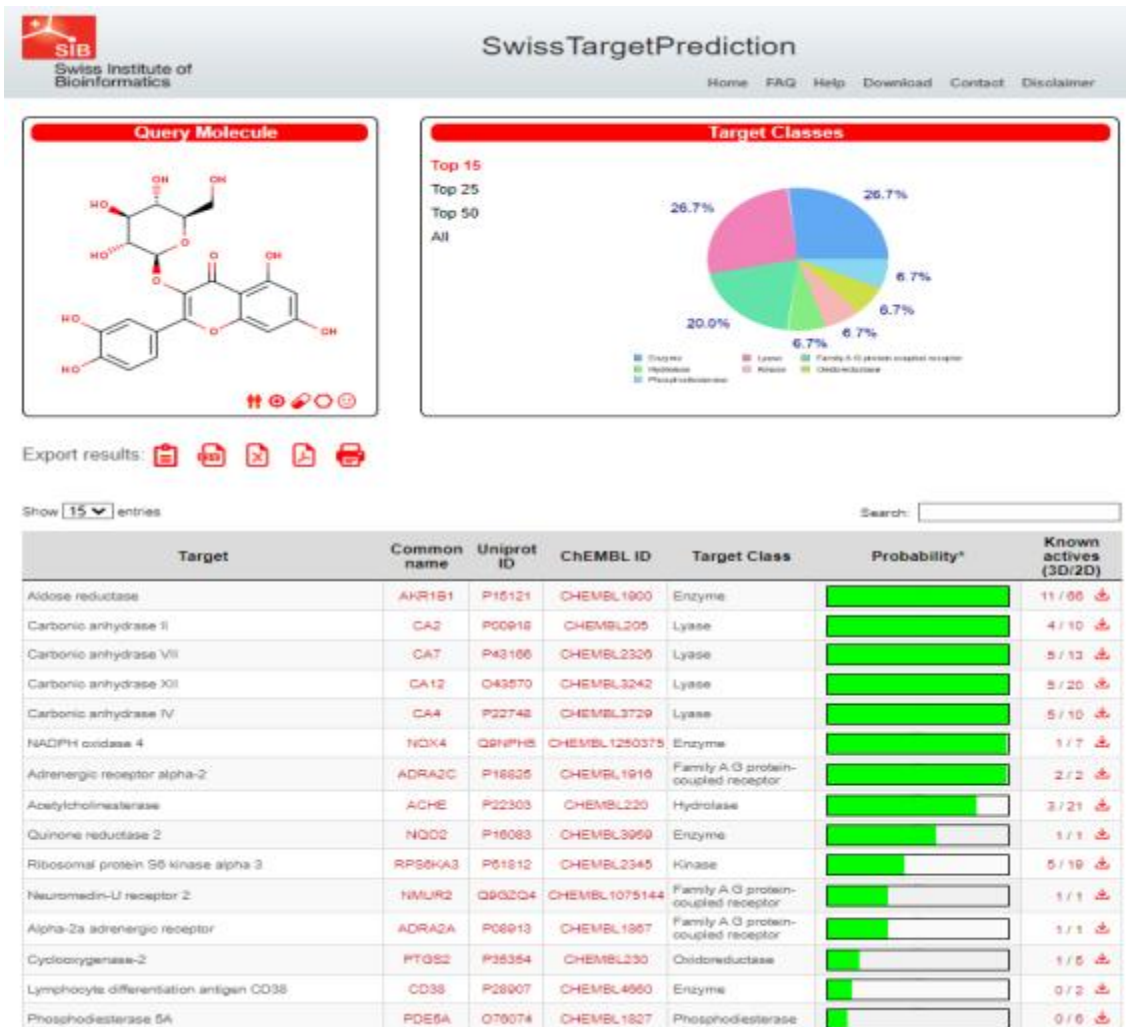 SIB
Swiss Institute of
Bioinformatics
SwissTargetPrediction
Home FAQ Help Download Contact Disclaimer
Query Molecule
OH OH
HO
HO
HO
O
O
O OH
HO
O OH
HO
Target Classes
Top 15
Top 25
Top 50
All
26.7%
26.7%
6.7%
6.7%
20.0%
6.7%
6.7%
Enzyme Lyase Family A G protein-coupled receptor
Hydrolase Kinase Oxidoreductase
Phosphodiesterase
Export results:
Show 15 entries
Search:
Target Common name Uniprot ID ChEMBL ID Target Class Probability* Known actives (3D/2D)
Aldose reductase AKR1B1 P15121 CHEMBL1900 Enzyme 11 / 66
Carbonic anhydrase II CA2 P00918 CHEMBL205 Lyase 4 / 10
Carbonic anhydrase VII CA7 P43166 CHEMBL2326 Lyase 5 / 13
Carbonic anhydrase XII CA12 O43570 CHEMBL3242 Lyase 5 / 20
Carbonic anhydrase IV CA4 P22748 CHEMBL3729 Lyase 5 / 10
NADPH oxidase 4 NOX4 Q9NPH5 CHEMBL1250375 Enzyme 1 / 7
Adrenergic receptor alpha-2 ADRA2C P18825 CHEMBL1916 Family A G protein-coupled receptor 2 / 2
Acetylcholinesterase ACHE P22303 CHEMBL220 Hydrolase 3 / 21
Quinone reductase 2 NQO2 P16083 CHEMBL3959 Enzyme 1 / 1
Ribosomal protein S6 kinase alpha 3 RPS6KA3 P51812 CHEMBL2345 Kinase 5 / 19
Neuromedin-U receptor 2 NMUR2 Q9GZQ4 CHEMBL1075144 Family A G protein-coupled receptor 1 / 1
Alpha-2a adrenergic receptor ADRA2A P08913 CHEMBL1867 Family A G protein-coupled receptor 1 / 1
Cyclooxygenase-2 PTGS2 P35354 CHEMBL230 Oxidoreductase 1 / 5
Lymphocyte differentiation antigen CD38 CD38 P28907 CHEMBL4660 Enzyme 0 / 2
Phosphodiesterase 5A PDE5A O76074 CHEMBL1827 Phosphodiesterase 0 / 6